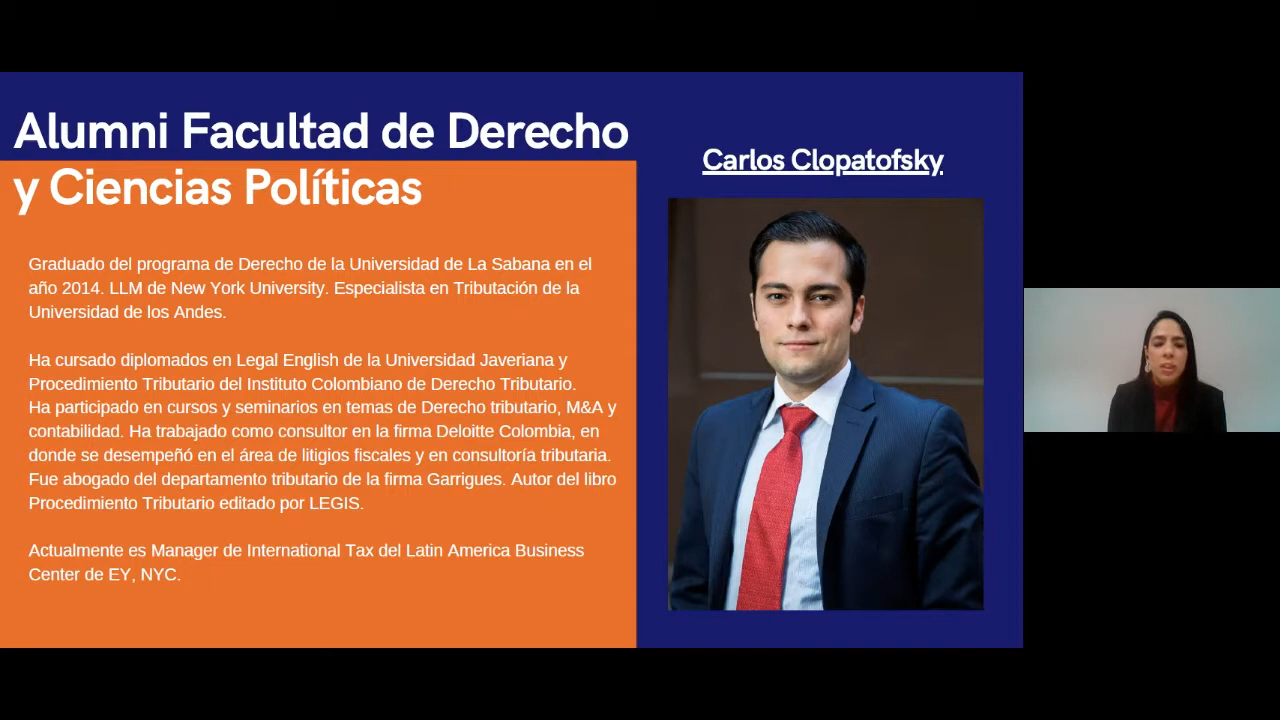 Alumni Facultad de Derecho
y Ciencias Políticas
Carlos Clopatofsky
Graduado del programa de Derecho de la Universidad de La Sabana en el
año 2014. LLM de New York University. Especialista en Tributación de la
Universidad de los Andes.
Ha cursado diplomados en Legal English de la Universidad Javeriana y
Procedimiento Tributario del Instituto Colombiano de Derecho Tributario.
Ha participado en cursos y seminarios en temas de Derecho tributario, M&A y
contabilidad. Ha trabajado como consultor en la firma Deloitte Colombia, en
donde se desempeñó en el área de litigios fiscales y en consultoría tributaria.
Fue abogado del departamento tributario de la firma Garrigues. Autor del libro
Procedimiento Tributario editado por LEGIS.
Actualmente es Manager de International Tax del Latin America Business
Center de EY, NYC.